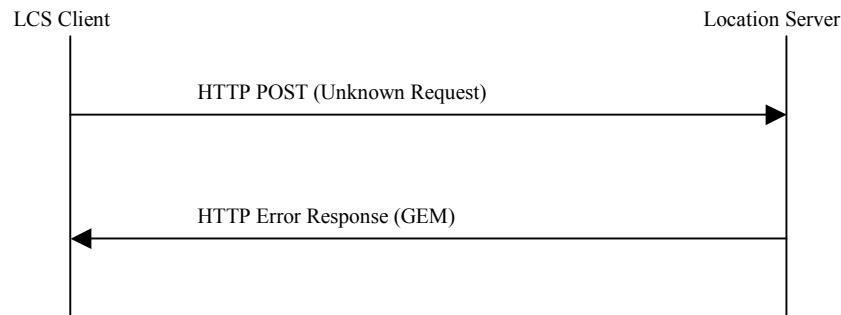 LCS Client
Location Server
HTTP POST (Unknown Request)
HTTP Error Response (GEM)